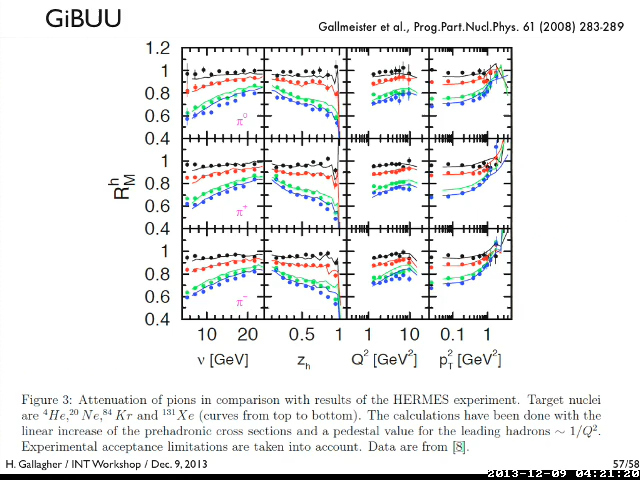 GiBUU
Gallmeister et al., Prog.Part.Nucl.Phys. 61 (2008) 283-289
1.2
1
0.8
0.6
0.4
π⁰
1
0.8
0.6
0.4
π⁺
1
0.8
0.6
0.4
π⁻
R_M^h
10 20 0.5 1 1 10 0.1 1
ν [GeV] z_h Q² [GeV²] p_T² [GeV²]
Figure 3: Attenuation of pions in comparison with results of the HERMES experiment. Target nuclei
are ⁴He,²⁰Ne,⁸⁴Kr and ¹³¹Xe (curves from top to bottom). The calculations have been done with the
linear increase of the prehadronic cross sections and a pedestal value for the leading hadrons ∼ 1/Q².
Experimental acceptance limitations are taken into account. Data are from [8].
H. Gallagher / INT Workshop / Dec. 9, 2013
57/58
2013-12-09 04:21:20